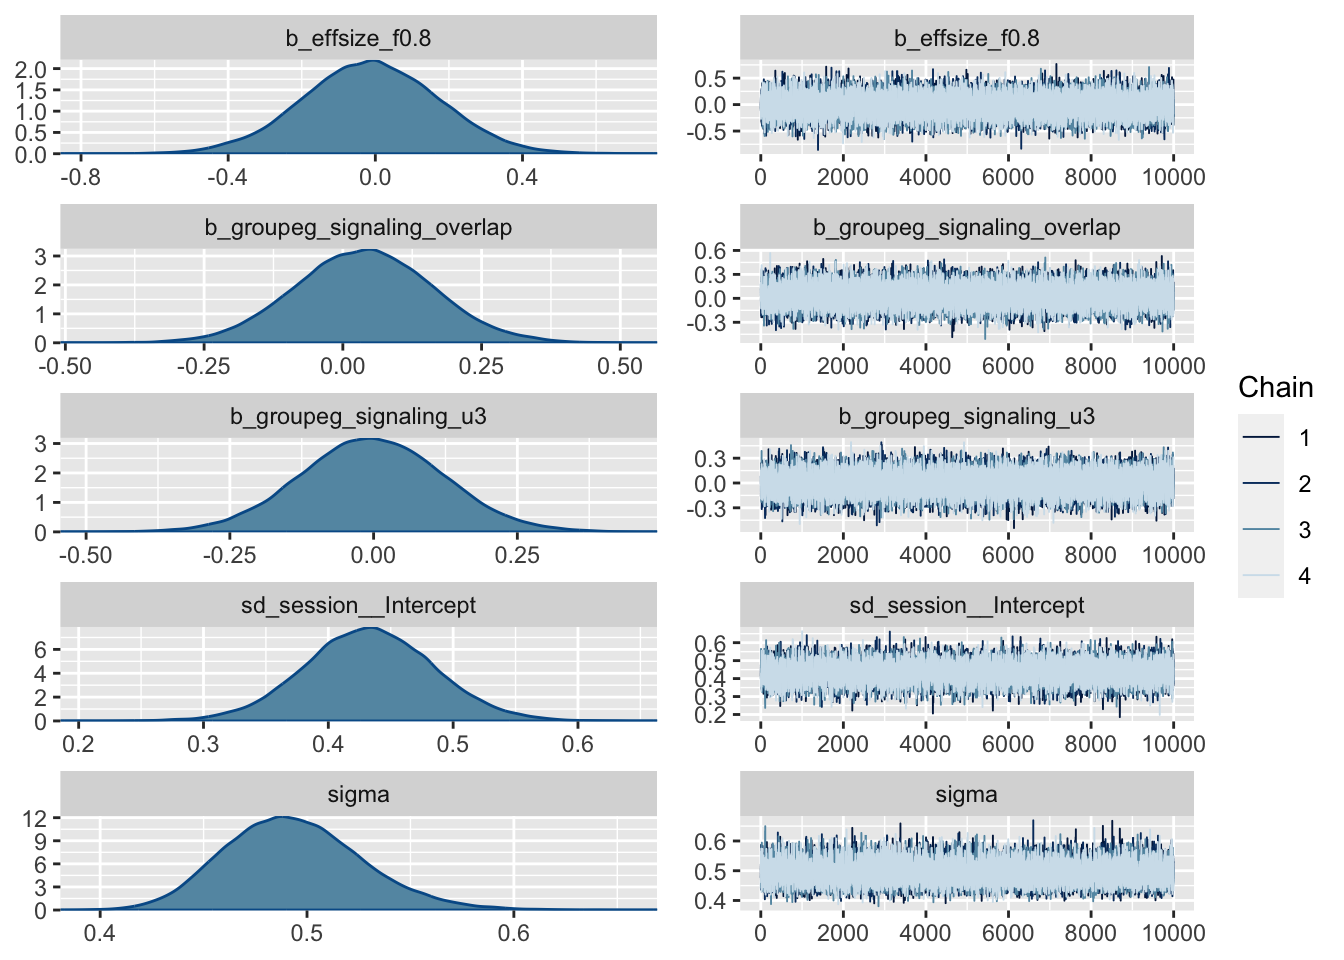 b_effsize_f0.8
2.0
1.5
1.0
0.5
0.0
-0.8 -0.4 0.0 0.4
b_effsize_f0.8
0.5
0.0
-0.5
0 2000 4000 6000 8000 10000
b_groupeg_signaling_overlap
3
2
1
0
-0.50 -0.25 0.00 0.25 0.50
b_groupeg_signaling_overlap
0.6
0.3
0.0
-0.3
0 2000 4000 6000 8000 10000
b_groupeg_signaling_u3
3
2
1
0
-0.50 -0.25 0.00 0.25
b_groupeg_signaling_u3
0.3
0.0
-0.3
0 2000 4000 6000 8000 10000
sd_session__Intercept
6
4
2
0
0.2 0.3 0.4 0.5 0.6
sd_session__Intercept
0.6
0.5
0.4
0.3
0.2
0 2000 4000 6000 8000 10000
sigma
12
9
6
3
0
0.4 0.5 0.6
sigma
0.6
0.5
0.4
0 2000 4000 6000 8000 10000
Chain
1
2
3
4